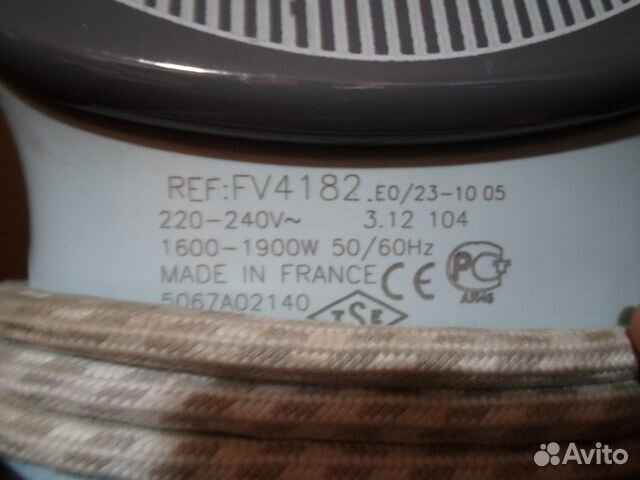 REF:FV4182.E0/23-10 05
220-240V~ 3.12 104
1600-1900W 50/60Hz
MADE IN FRANCE CE
5067A02140 TSE
Avito